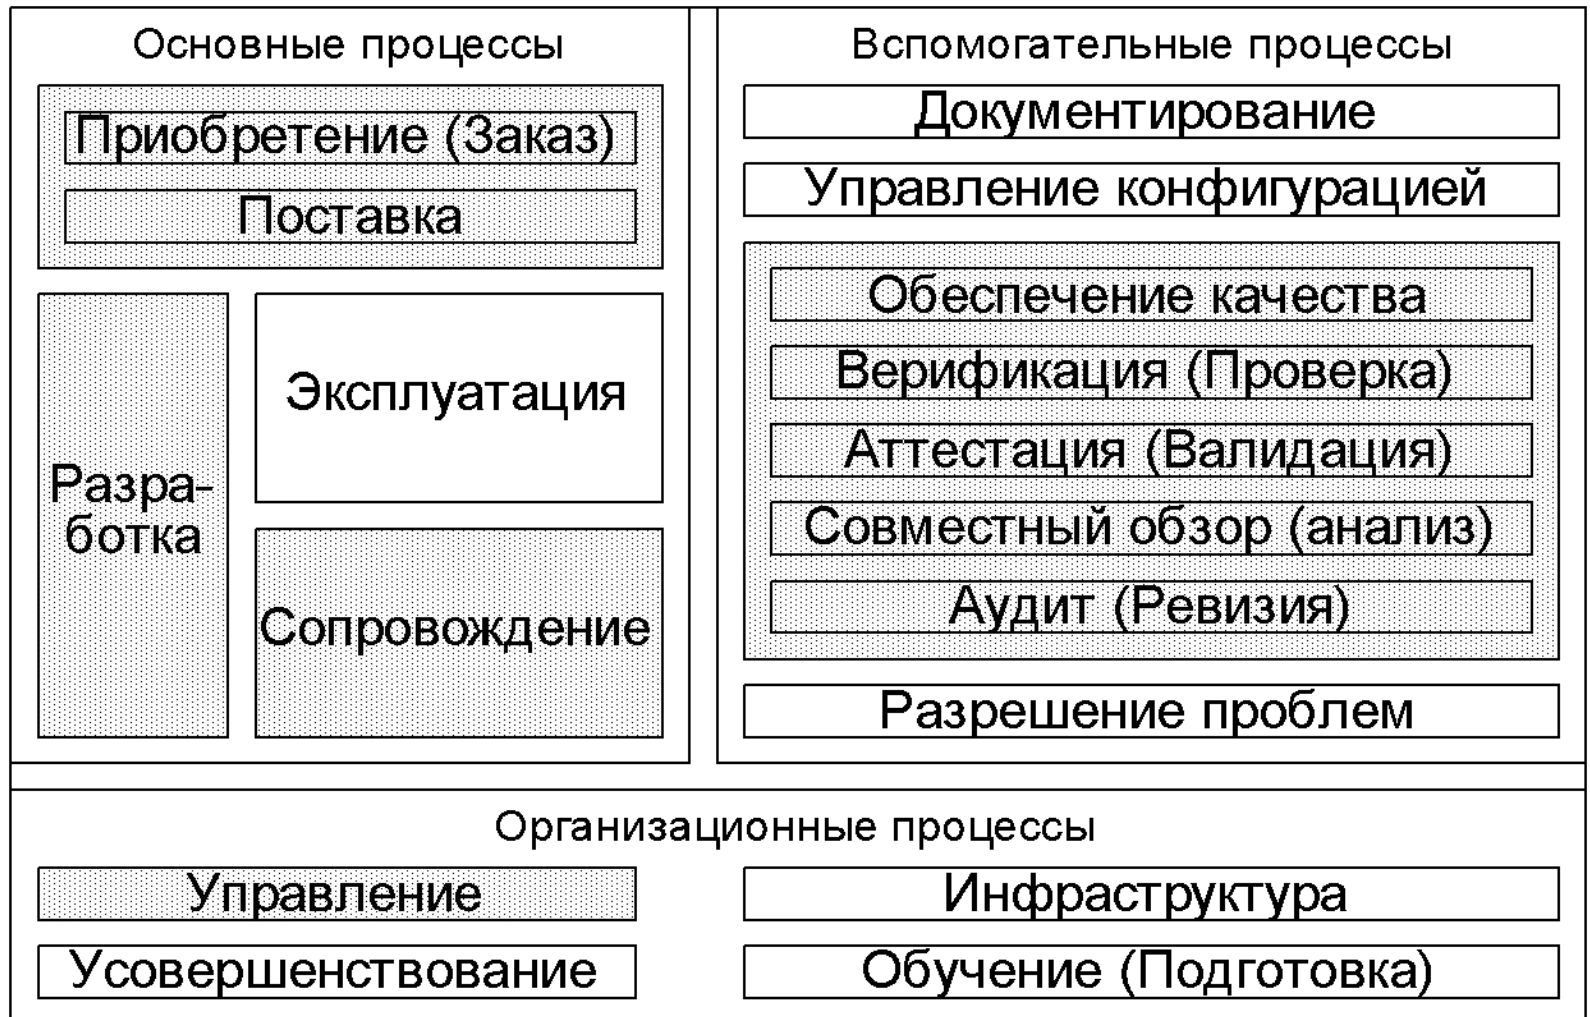 Основные процессы
Приобретение (Заказ)
Поставка
Разра-
ботка
Эксплуатация
Сопровождение
Вспомогательные процессы
Документирование
Управление конфигурацией
Обеспечение качества
Верификация (Проверка)
Аттестация (Валидация)
Совместный обзор (анализ)
Аудит (Ревизия)
Разрешение проблем
Организационные процессы
Управление
Инфраструктура
Усовершенствование
Обучение (Подготовка)